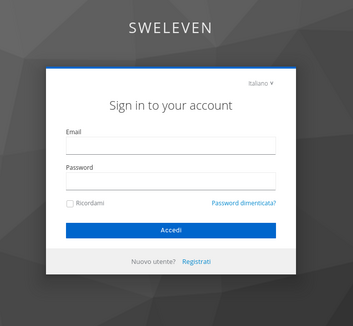 SWELEVEN
Italiano
Sign in to your account
Email
Password
Ricordami
Password dimenticata?
Accedi
Nuovo utente? Registrati